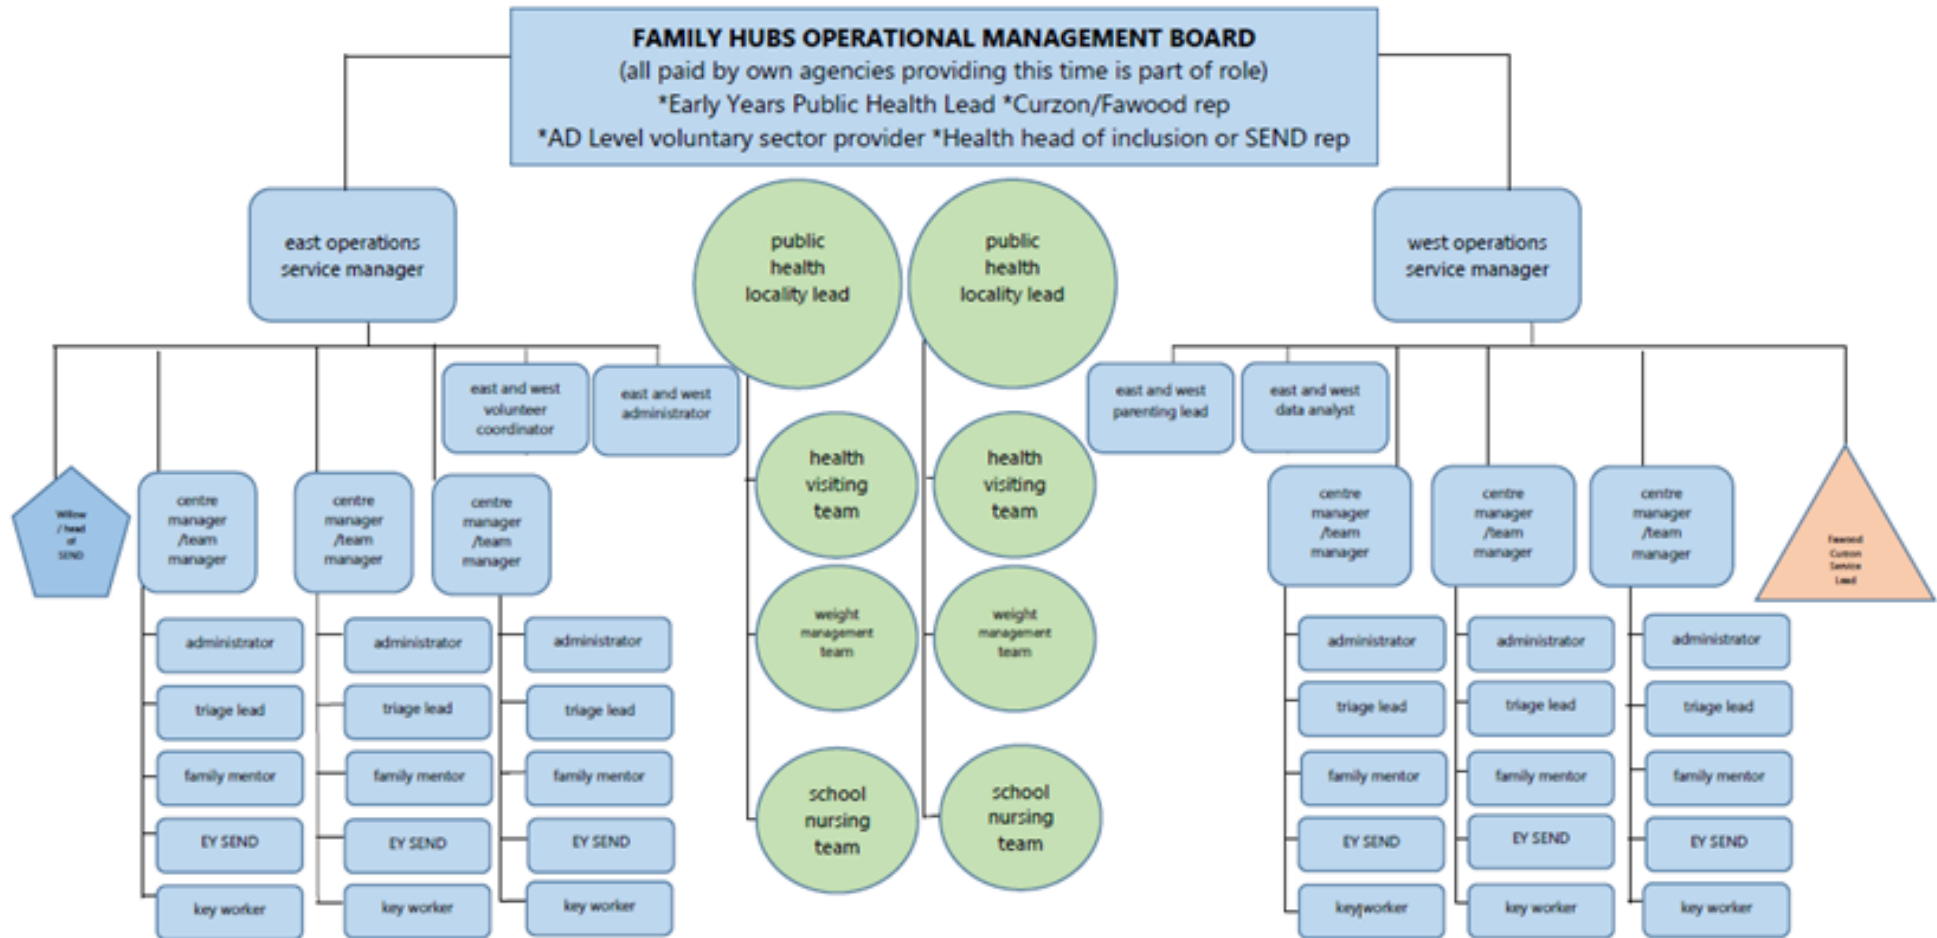 FAMILY HUBS OPERATIONAL MANAGEMENT BOARD
(all paid by own agencies providing this time is part of role)
*Early Years Public Health Lead *Curzon/Fawood rep
*AD Level voluntary sector provider *Health head of inclusion or SEND rep
east operations
service manager
public
health
locality lead
public
health
locality lead
west operations
service manager
east and west
volunteer
coordinator
east and west
administrator
east and west
parenting lead
east and west
data analyst
health
visiting
team
health
visiting
team
Willow
/ head
of
SEND
centre
manager
/team
manager
centre
manager
/team
manager
centre
manager
/team
manager
centre
manager
/team
manager
centre
manager
/team
manager
centre
manager
/team
manager
Fawood
Curzon
Service
Lead
weight
management
team
weight
management
team
administrator
administrator
administrator
administrator
administrator
administrator
triage lead
triage lead
triage lead
triage lead
triage lead
triage lead
family mentor
family mentor
family mentor
family mentor
family mentor
family mentor
school
nursing
team
school
nursing
team
EY SEND
EY SEND
EY SEND
EY SEND
EY SEND
EY SEND
key worker
key worker
key worker
key worker
key worker
key worker